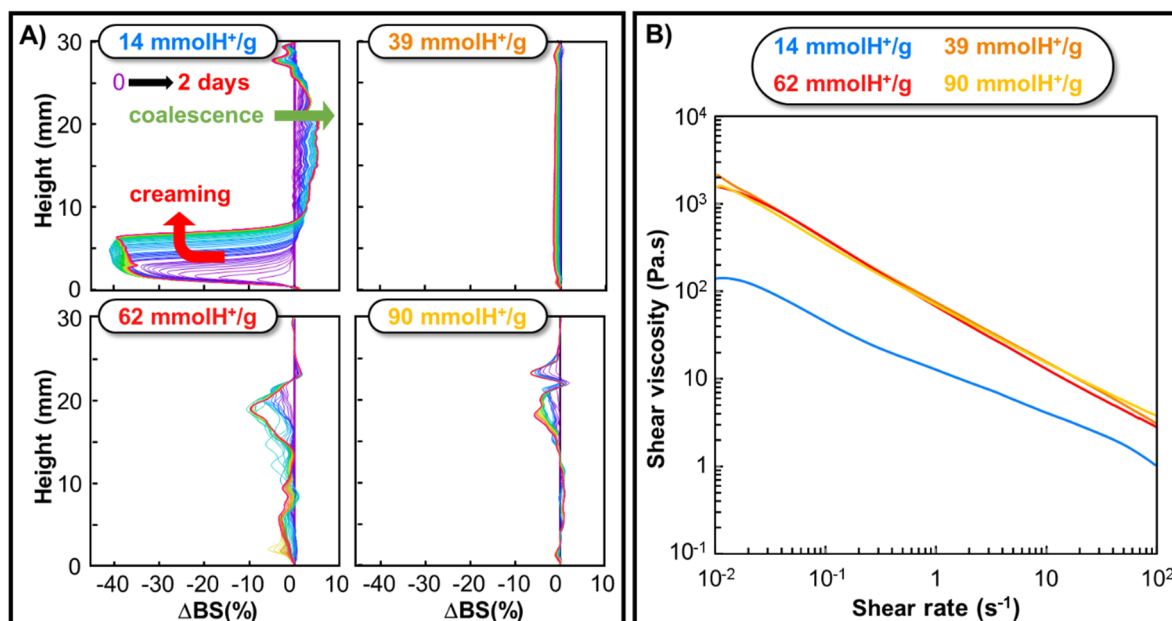 A)
14 mmolH⁺/g
39 mmolH⁺/g
0 2 days
coalescence
creaming
30
20
10
0
Height (mm)
62 mmolH⁺/g
90 mmolH⁺/g
30
20
10
0
Height (mm)
-40 -30 -20 -10 0 10
ΔBS(%)
-40 -30 -20 -10 0 10
ΔBS(%)
B)
14 mmolH⁺/g 39 mmolH⁺/g
62 mmolH⁺/g 90 mmolH⁺/g
10⁴
10³
10²
10
1
10⁻¹
Shear viscosity (Pa.s)
10⁻² 10⁻¹ 1 10 10²
Shear rate (s⁻¹)